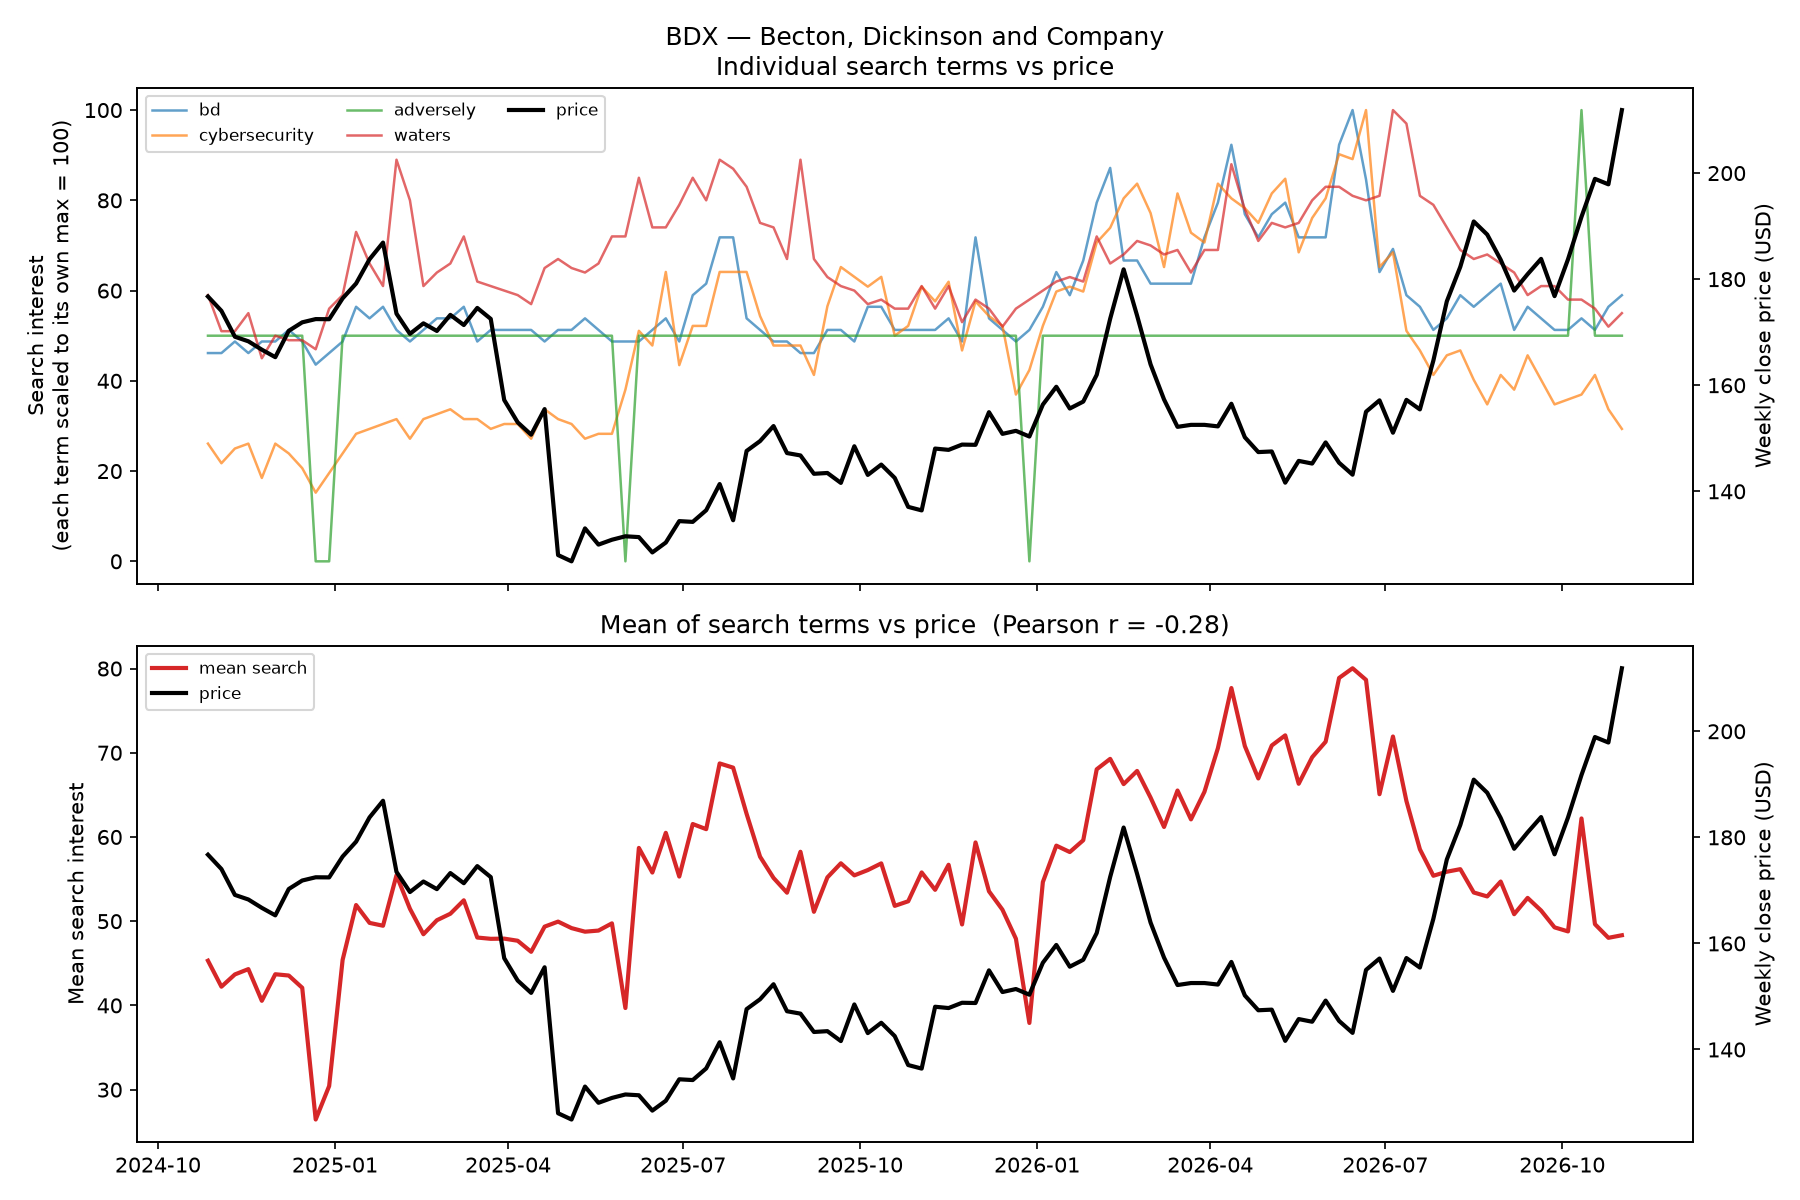 BDX — Becton, Dickinson and Company
Individual search terms vs price
bd
cybersecurity
adversely
waters
price
Search interest
(each term scaled to its own max = 100)
100
80
60
40
20
0
200
180
160
140
Weekly close price (USD)
Mean of search terms vs price (Pearson r = -0.28)
mean search
price
Mean search interest
80
70
60
50
40
30
200
180
160
140
Weekly close price (USD)
2024-10
2025-01
2025-04
2025-07
2025-10
2026-01
2026-04
2026-07
2026-10